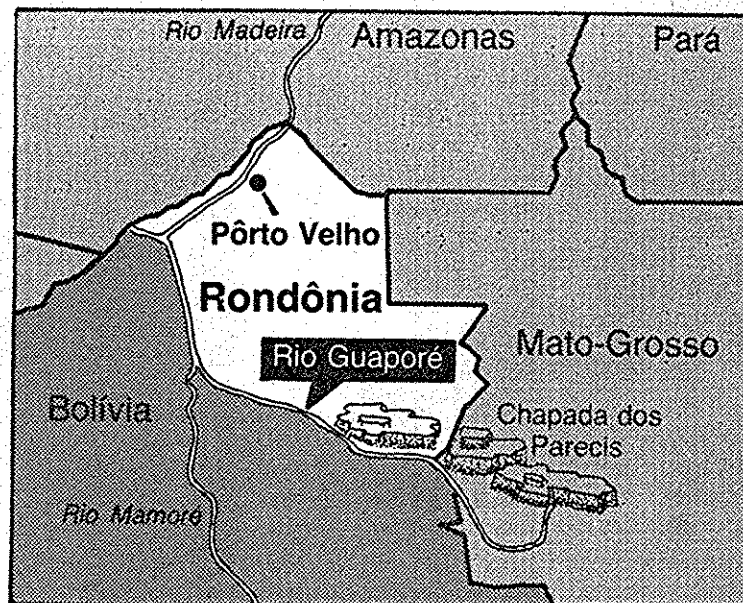 Rio Madeira
Amazonas
Pará
Pôrto Velho
Rondônia
Rio Guaporé
Mato-Grosso
Bolívia
Chapada dos
Parecis
Rio Mamoré